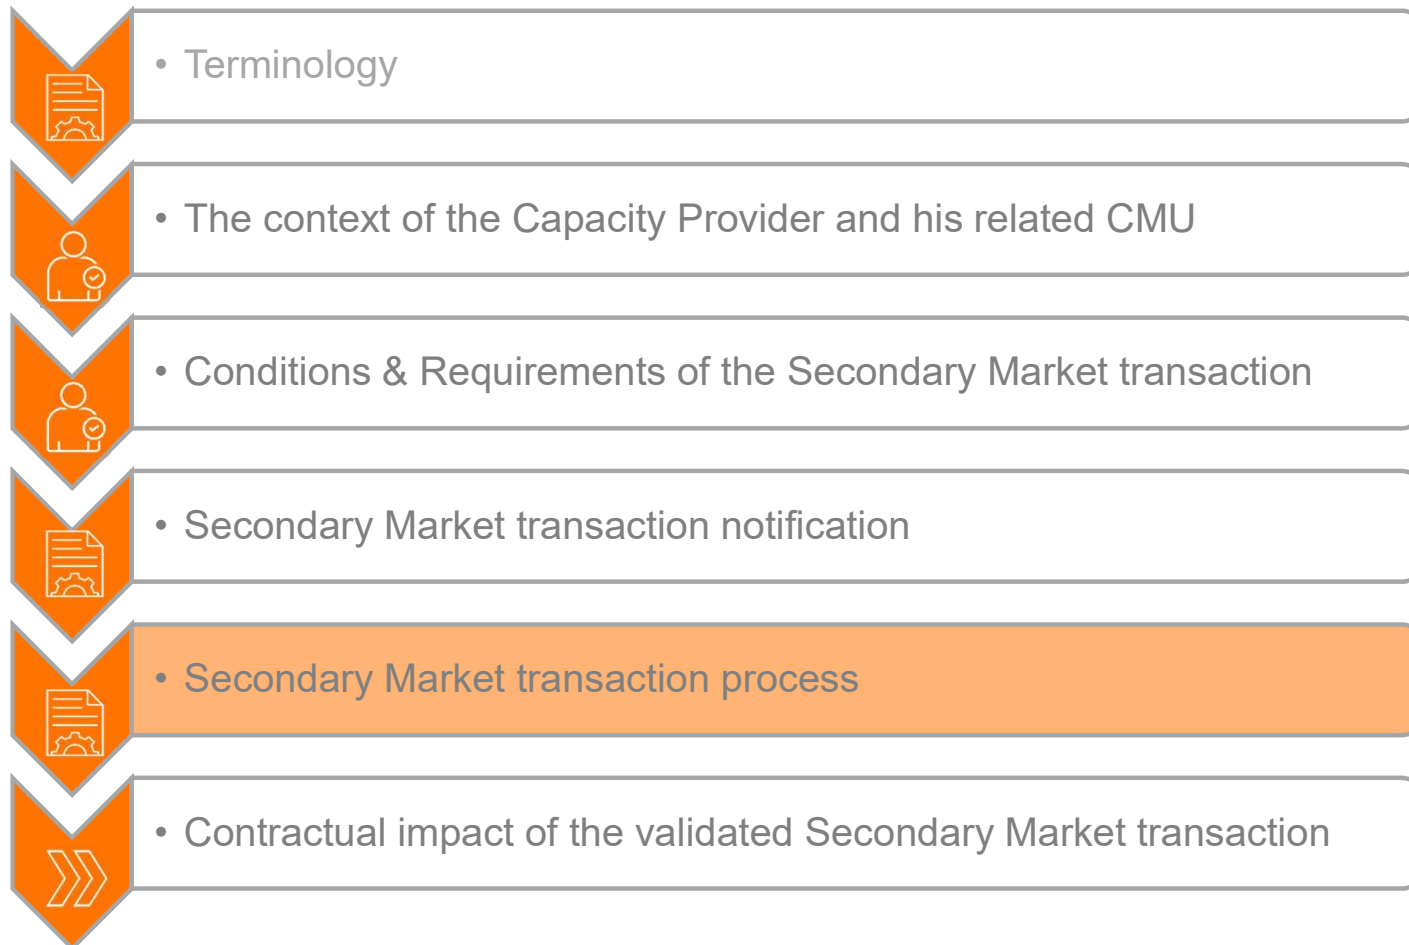 • Terminology
• The context of the Capacity Provider and his related CMU
• Conditions & Requirements of the Secondary Market transaction
• Secondary Market transaction notification
• Secondary Market transaction process
• Contractual impact of the validated Secondary Market transaction